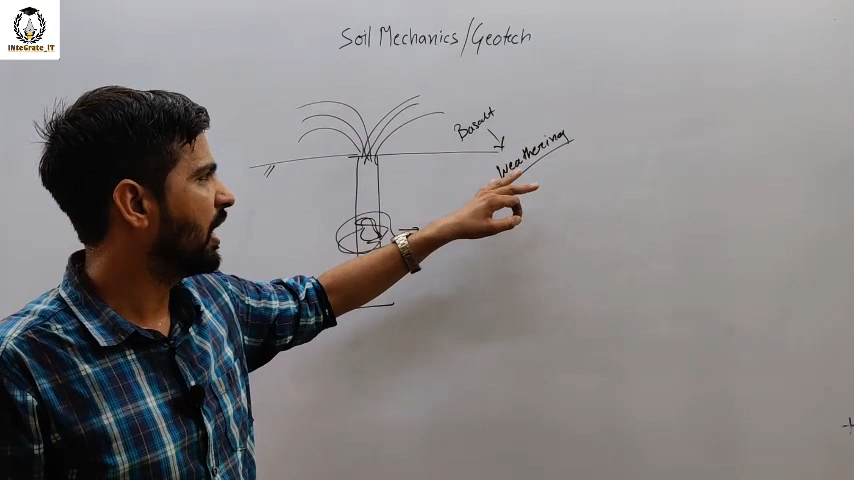 INteGrate_IT
Soil Mechanics/Geotech
Basalt
Weathering